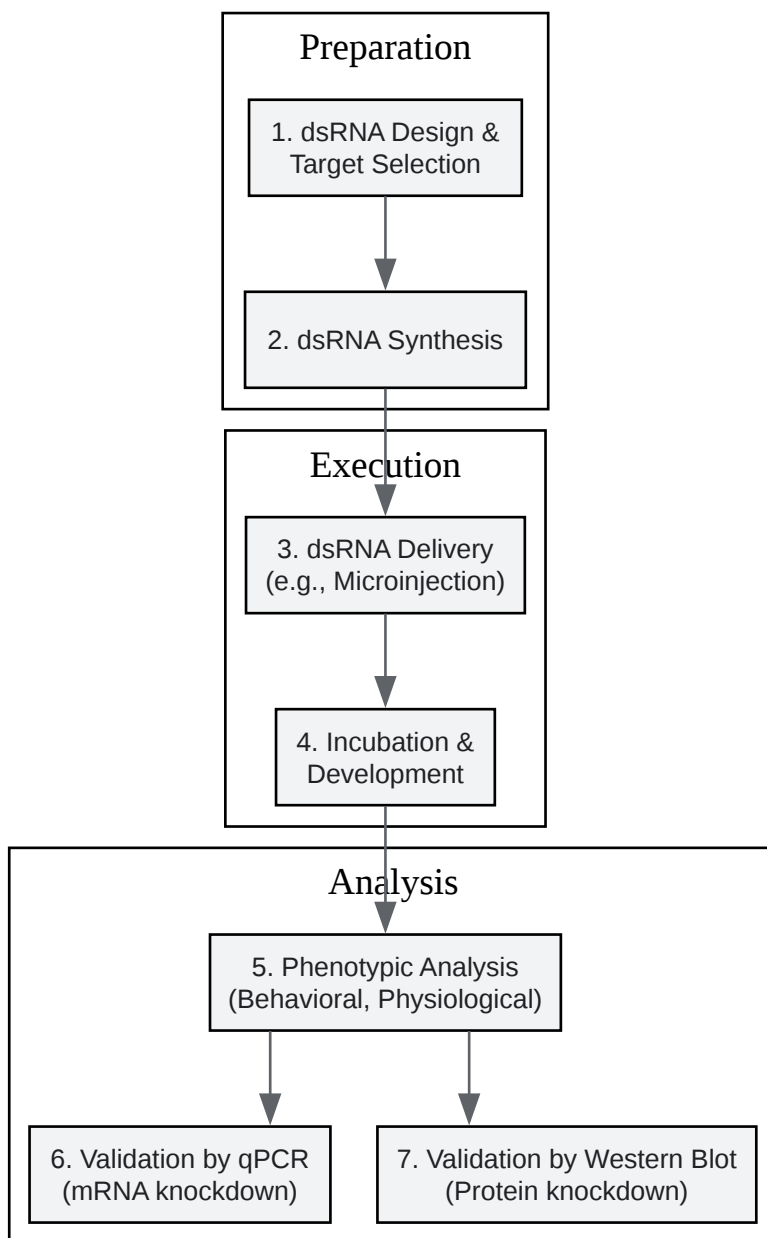 Preparation
1. dsRNA Design &
Target Selection
2. dsRNA Synthesis
Execution
3. dsRNA Delivery
(e.g., Microinjection)
4. Incubation &
Development
Analysis
5. Phenotypic Analysis
(Behavioral, Physiological)
6. Validation by qPCR
(mRNA knockdown)
7. Validation by Western Blot
(Protein knockdown)